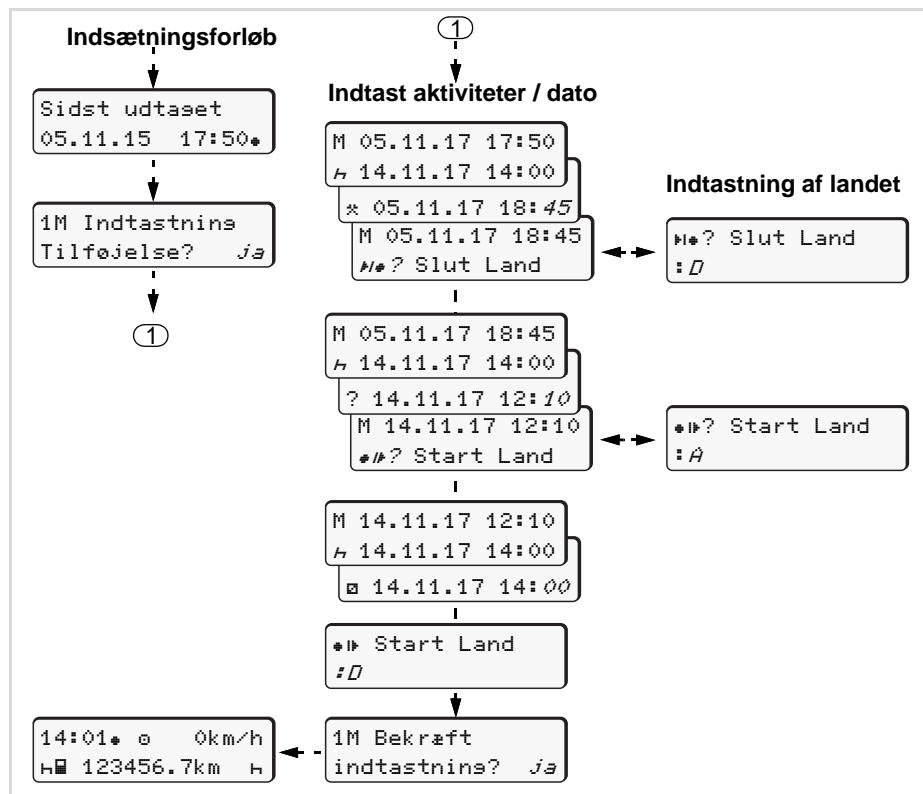 Indsætningsforløb
Sidst udtaget
05.11.15 17:50
1M Indtastning
Tilføjelse? ja
1
1
Indtast aktiviteter / dato
M 05.11.17 17:50
14.11.17 14:00
05.11.17 18:45
M 05.11.17 18:45
? Slut Land
Indtastning af landet
? Slut Land
:D
M 05.11.17 18:45
14.11.17 14:00
? 14.11.17 12:10
M 14.11.17 12:10
? Start Land
? Start Land
:A
M 14.11.17 12:10
14.11.17 14:00
14.11.17 14:00
Start Land
:D
1M Bekræft
indtastning? ja
14:01 0km/h
123456.7km